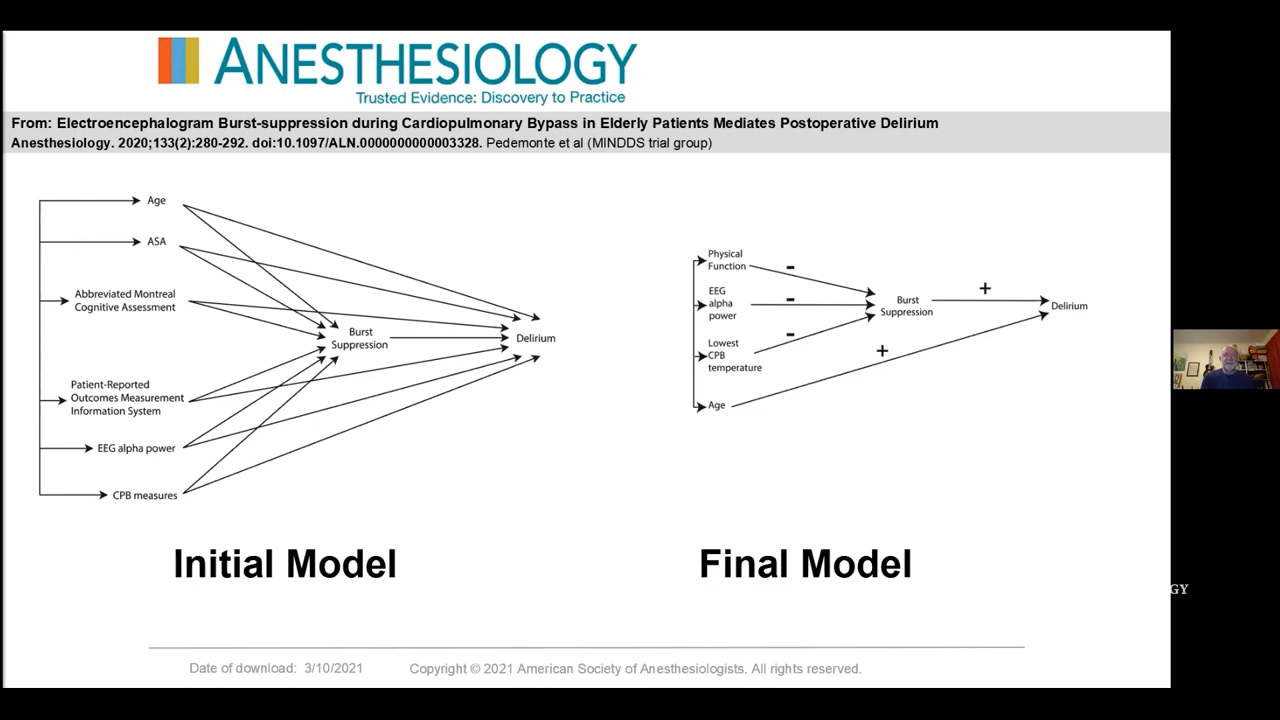 ANESTHESIOLOGY
Trusted Evidence: Discovery to Practice
From: Electroencephalogram Burst-suppression during Cardiopulmonary Bypass in Elderly Patients Mediates Postoperative Delirium
Anesthesiology. 2020;133(2):280-292. doi:10.1097/ALN.0000000000003328. Pedemonte et al (MINDDS trial group)
Age
ASA
Abbreviated Montreal
Cognitive Assessment
Patient-Reported
Outcomes Measurement
Information System
EEG alpha power
CPB measures
Burst
Suppression
Delirium
Initial Model
Physical
Function
EEG
alpha
power
Lowest
CPB
temperature
Age
-
-
-
Burst
Suppression
+
+
Delirium
Final Model
GY
Date of download: 3/10/2021
Copyright © 2021 American Society of Anesthesiologists. All rights reserved.